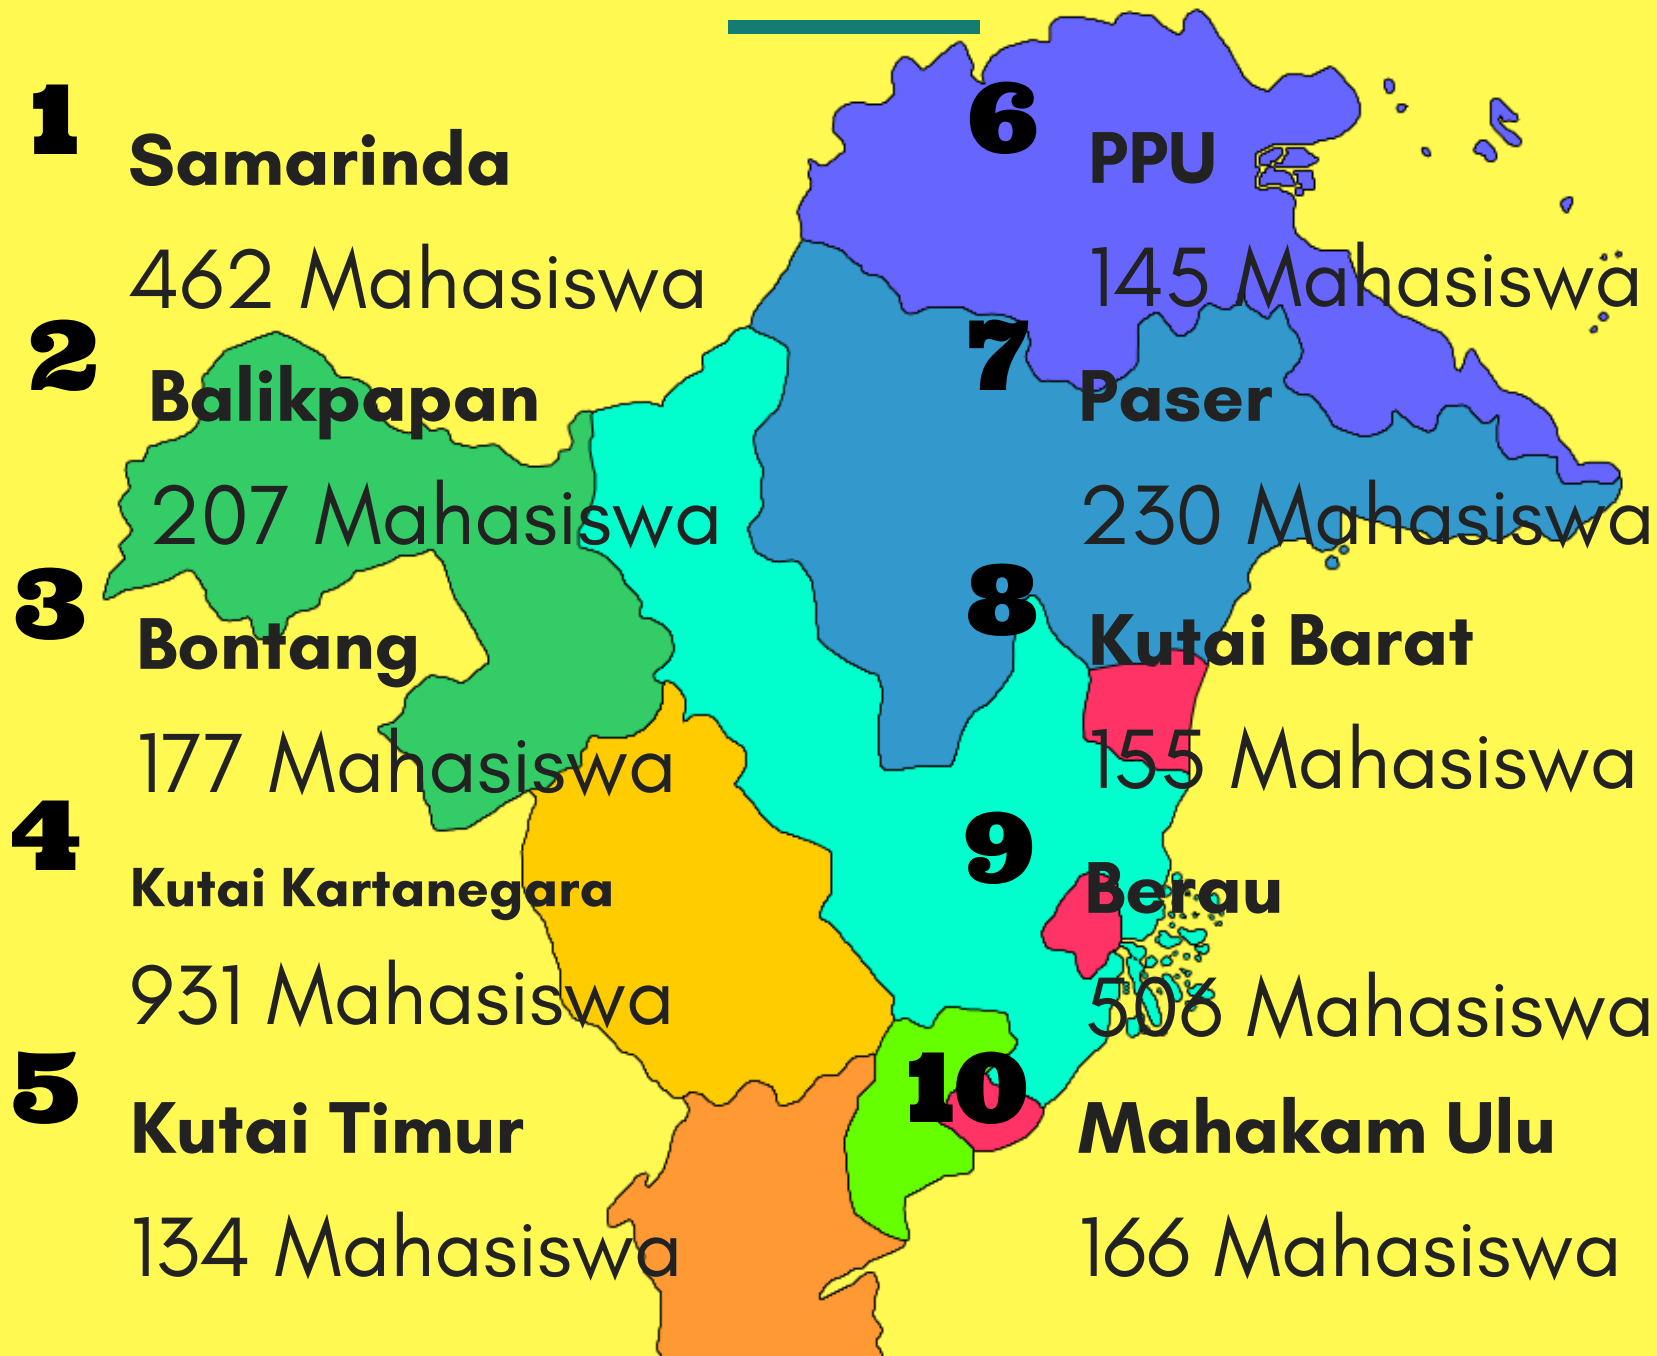 1
Samarinda
462 Mahasiswa
2
Balikpapan
207 Mahasiswa
3
Bontang
177 Mahasiswa
4
Kutai Kartanegara
931 Mahasiswa
5
Kutai Timur
134 Mahasiswa
6
PPU
145 Mahasiswa
7
Paser
230 Mahasiswa
8
Kutai Barat
155 Mahasiswa
9
Berau
506 Mahasiswa
10
Mahakam Ulu
166 Mahasiswa